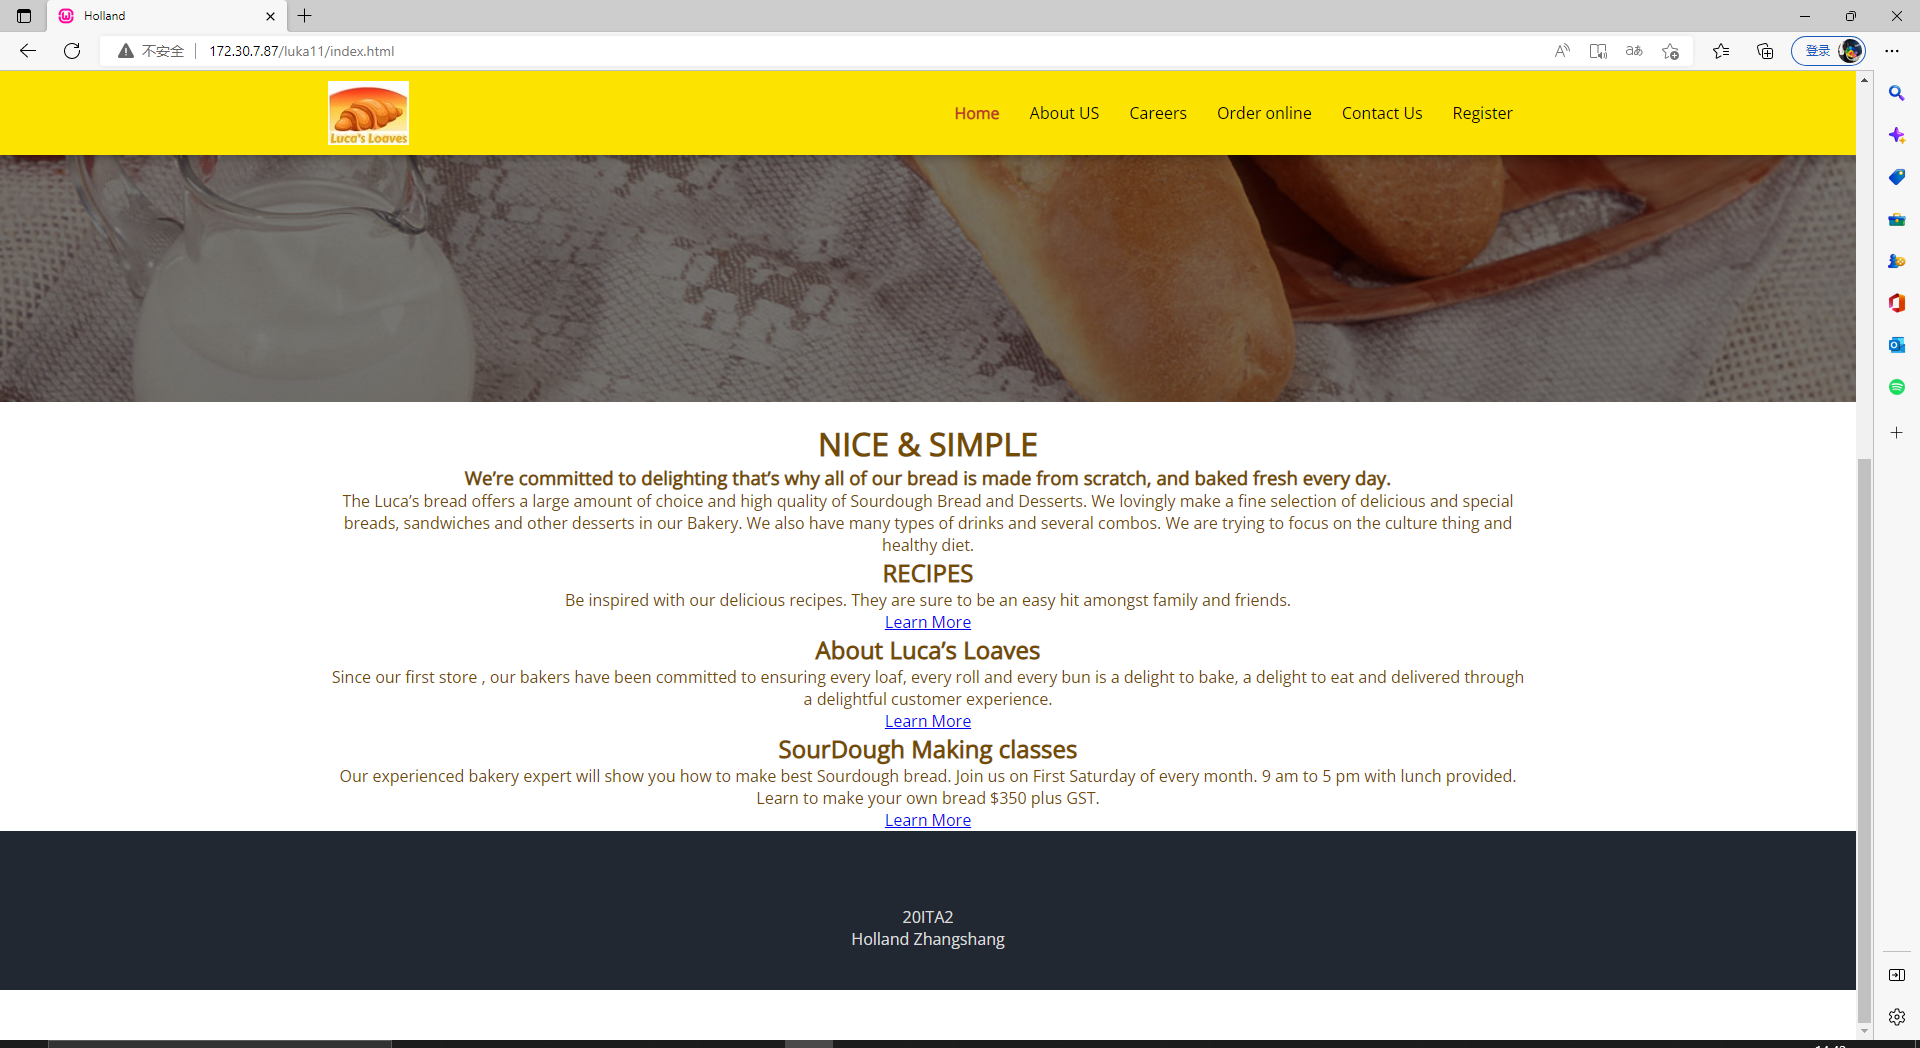 Holland
不安全
172.30.7.87/luka11/index.html
登录
Luca's Loaves
Home
About US
Careers
Order online
Contact Us
Register
NICE & SIMPLE
We’re committed to delighting that’s why all of our bread is made from scratch, and baked fresh every day.
The Luca’s bread offers a large amount of choice and high quality of Sourdough Bread and Desserts. We lovingly make a fine selection of delicious and special
breads, sandwiches and other desserts in our Bakery. We also have many types of drinks and several combos. We are trying to focus on the culture thing and
healthy diet.
RECIPES
Be inspired with our delicious recipes. They are sure to be an easy hit amongst family and friends.
Learn More
About Luca’s Loaves
Since our first store , our bakers have been committed to ensuring every loaf, every roll and every bun is a delight to bake, a delight to eat and delivered through
a delightful customer experience.
Learn More
SourDough Making classes
Our experienced bakery expert will show you how to make best Sourdough bread. Join us on First Saturday of every month. 9 am to 5 pm with lunch provided.
Learn to make your own bread $350 plus GST.
Learn More
20ITA2
Holland Zhangshang